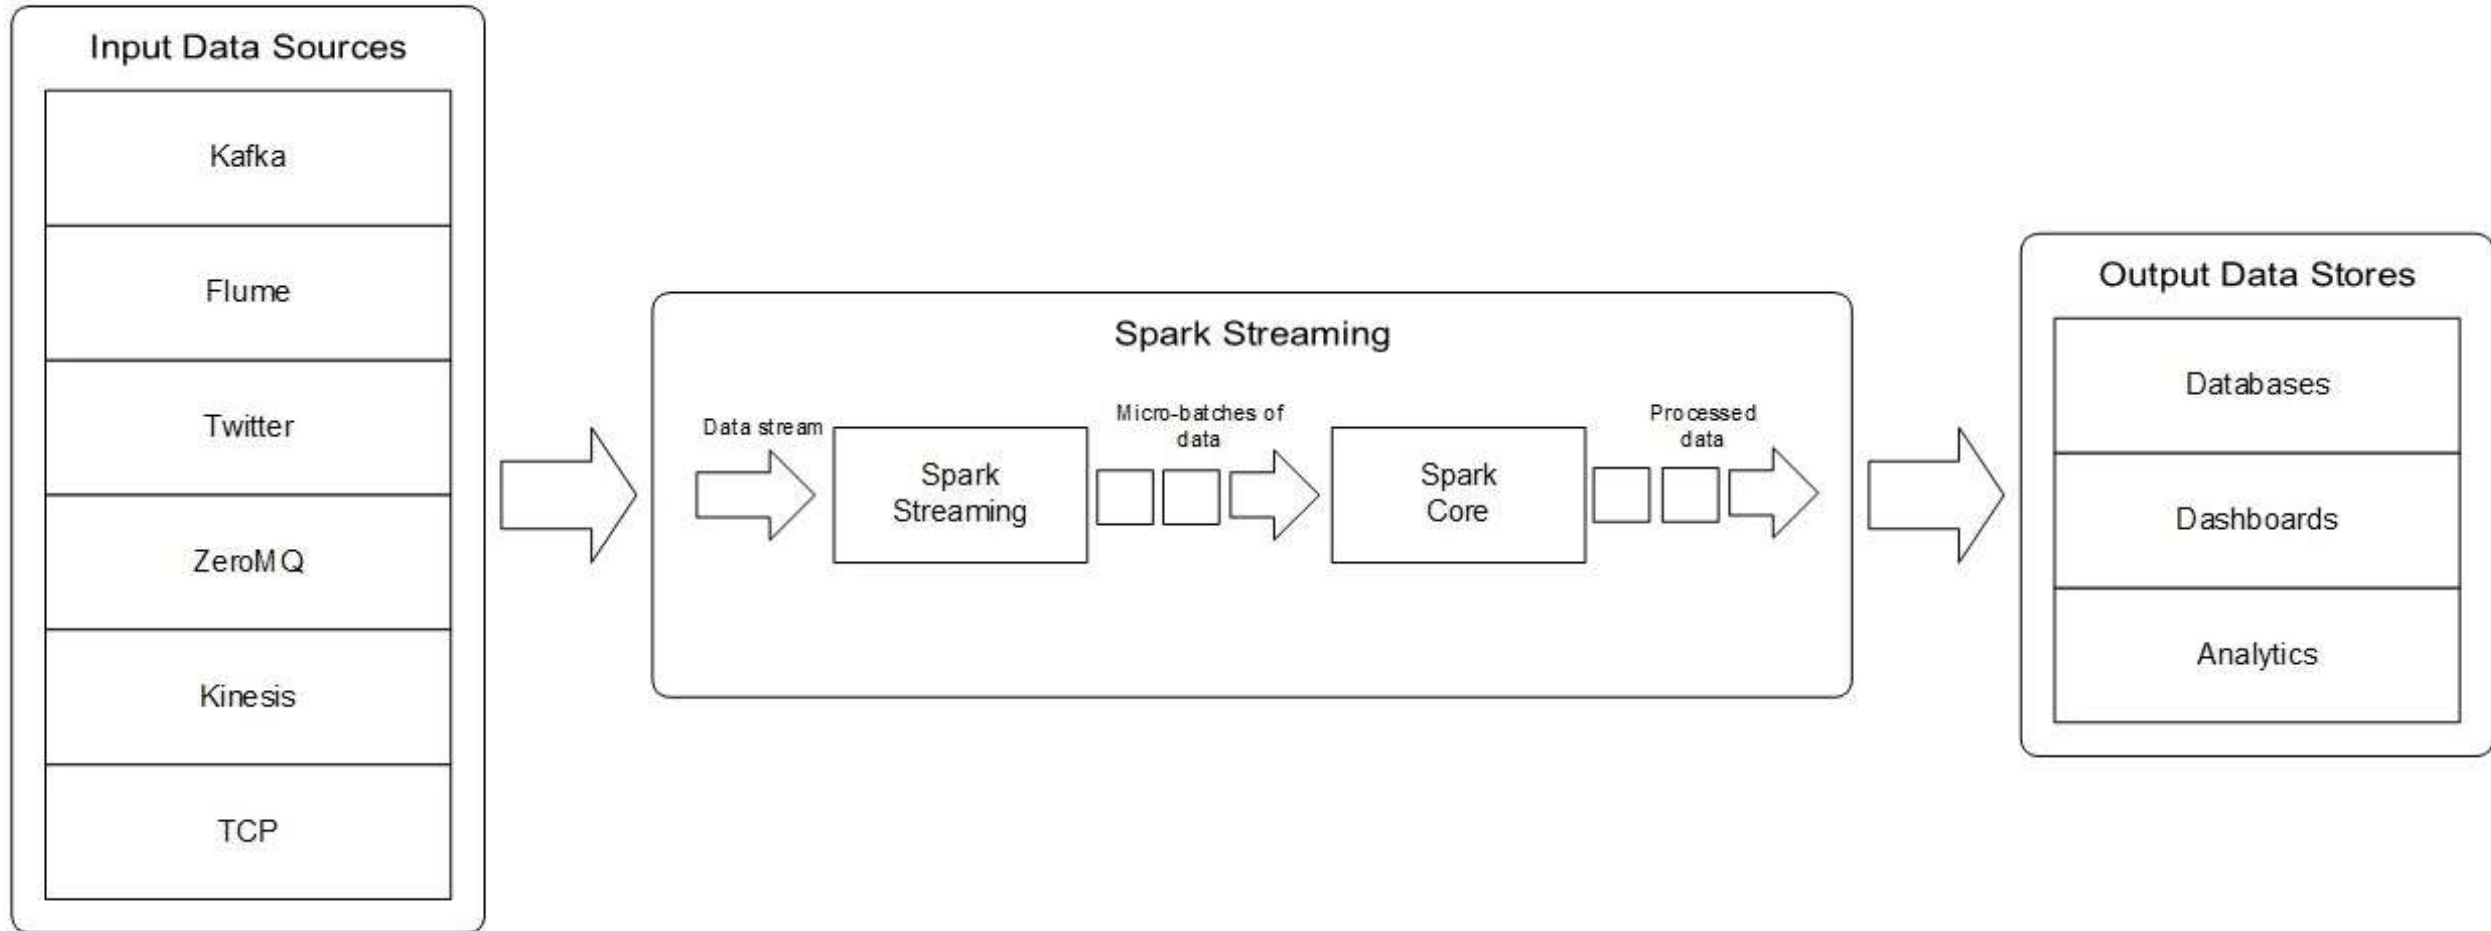 Input Data Sources
Kafka
Flume
Twitter
ZeroMQ
Kinesis
TCP
Spark Streaming
Data stream
Spark
Streaming
Micro-batches of
data
Spark
Core
Processed
data
Output Data Stores
Databases
Dashboards
Analytics